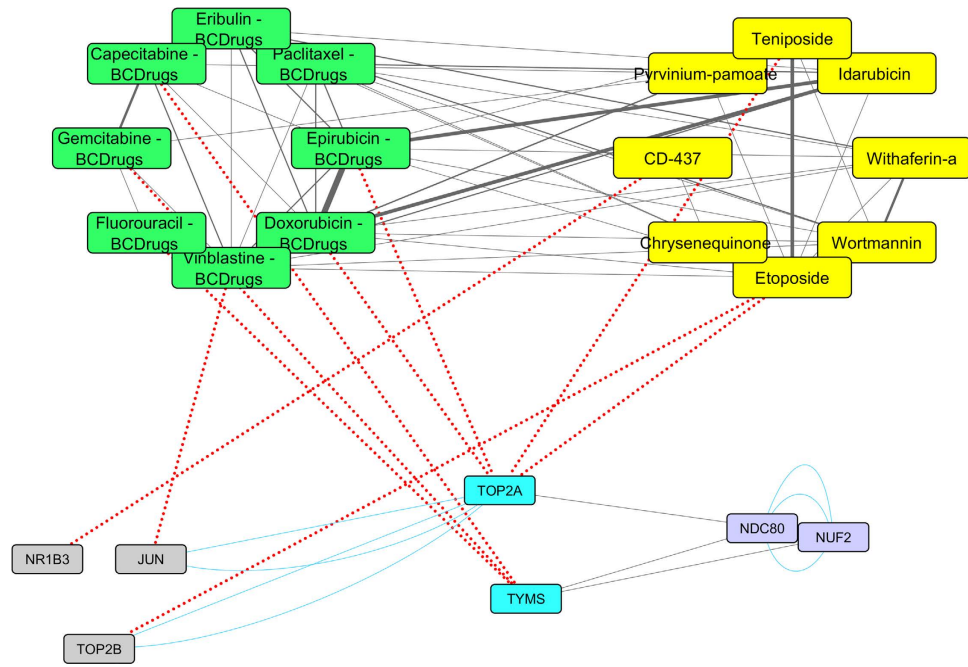 Eribulin -
BCDrugs
Teniposide
Capecitabine -
BCDrugs
Paclitaxel -
BCDrugs
Pyrvinium-pamoate
Idarubicin
Gemcitabine -
BCDrugs
Epirubicin -
BCDrugs
CD-437
Withaferin-a
Fluorouracil -
BCDrugs
Doxorubicin -
BCDrugs
Chrysenequinone
Wortmannin
Vinblastine -
BCDrugs
Etoposide
TOP2A
NDC80
NUF2
NR1B3
JUN
TYMS
TOP2B